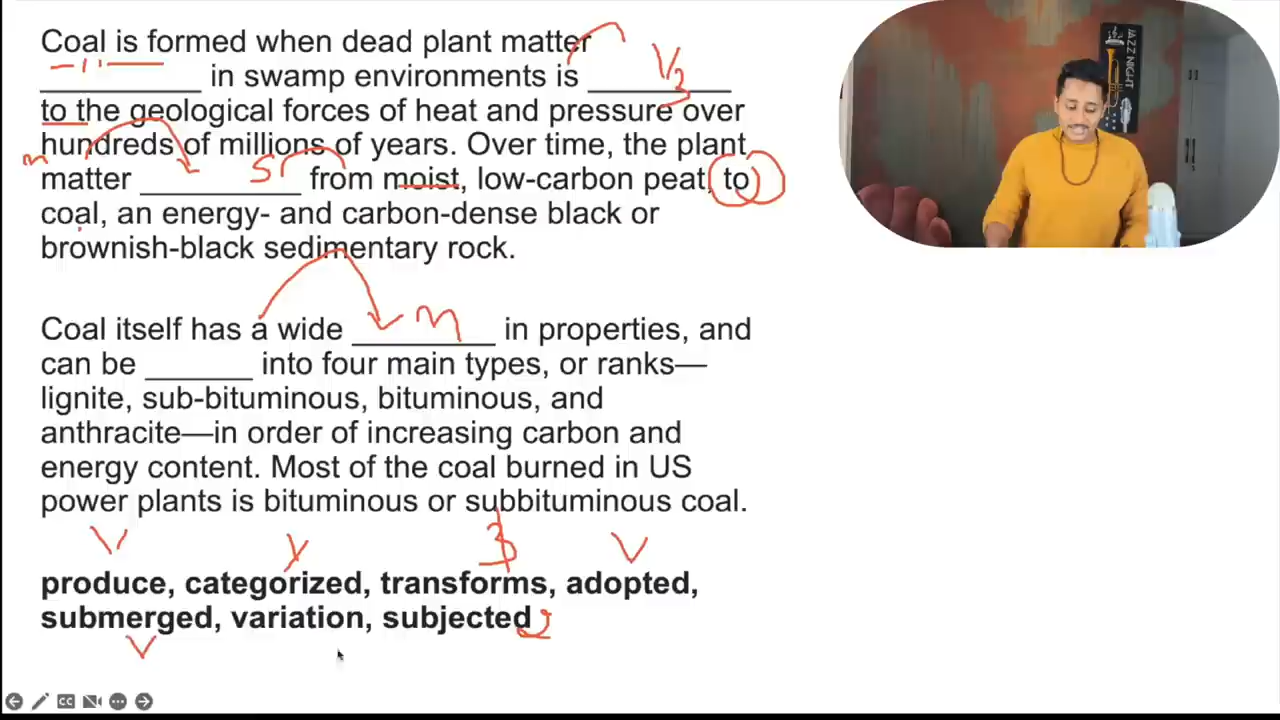 Coal is formed when dead plant matter
____________ in swamp environments is ____________
to the geological forces of heat and pressure over
hundreds of millions of years. Over time, the plant
matter ____________ from moist, low-carbon peat, to
coal, an energy- and carbon-dense black or
brownish-black sedimentary rock.
Coal itself has a wide ____________ in properties, and
can be ____________ into four main types, or ranks—
lignite, sub-bituminous, bituminous, and
anthracite—in order of increasing carbon and
energy content. Most of the coal burned in US
power plants is bituminous or subbituminous coal.
produce, categorized, transforms, adopted,
submerged, variation, subjected
JAZZ NIGHT